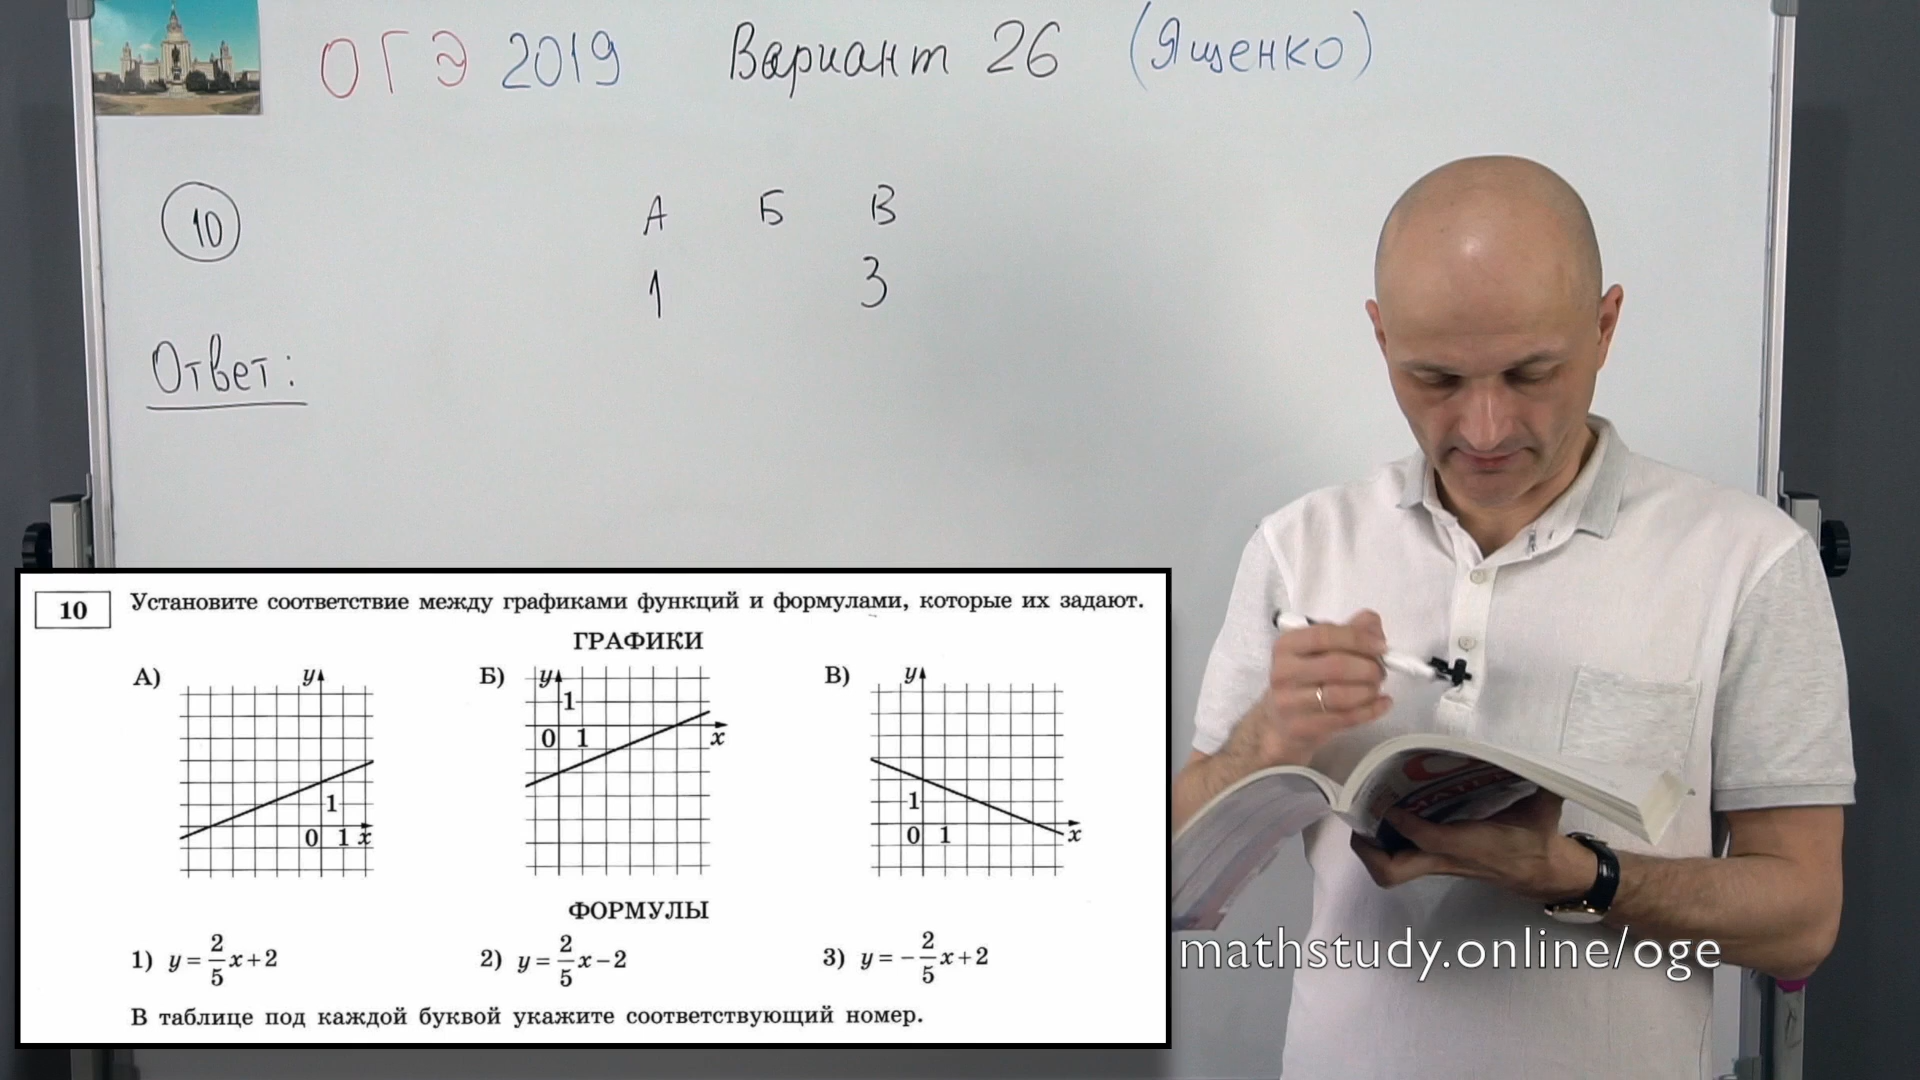 ОГЭ 2019 Вариант 26 (Ященко)
10
А Б В
1 3
Ответ:
10 Установите соответствие между графиками функций и формулами, которые их задают.
ГРАФИКИ
А) Б) В)
y 1 0 1 x
y 1 0 1 x
y 1 0 1 x
ФОРМУЛЫ
1) y = 2/5 x + 2 2) y = 2/5 x − 2 3) y = − 2/5 x + 2
В таблице под каждой буквой укажите соответствующий номер.
mathstudy.online/oge